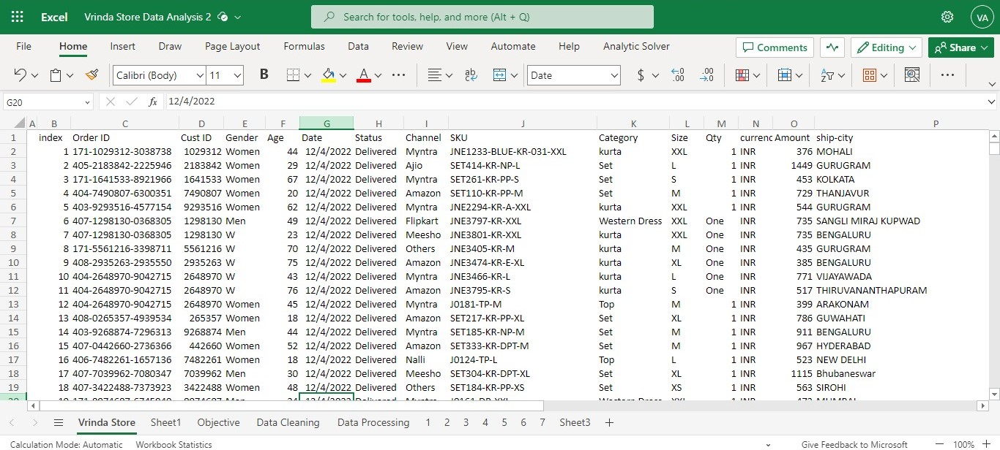 Excel Vrinda Store Data Analysis 2 Search for tools, help, and more (Alt + Q) VA
File Home Insert Draw Page Layout Formulas Data Review View Automate Help Analytic Solver Comments Editing Share
Calibri (Body) 11 B A Date $
G20 fx 12/4/2022
A B C D E F G H I J K L M N O P
1 index Order ID Cust ID Gender Age Date Status Channel SKU Category Size Qty currenc Amount ship-city
2 1 171-1029312-3038738 1029312 Women 44 12/4/2022 Delivered Myntra JNE1233-BLUE-KR-031-XXL kurta XXL 1 INR 376 MOHALI
3 2 405-2183842-2225946 2183842 Women 29 12/4/2022 Delivered Ajio SET414-KR-NP-L Set L 1 INR 1449 GURUGRAM
4 3 171-1641533-8921966 1641533 Women 67 12/4/2022 Delivered Myntra SET261-KR-PP-S Set S 1 INR 453 KOLKATA
5 4 404-7490807-6300351 7490807 Women 20 12/4/2022 Delivered Amazon SET110-KR-PP-M Set M 1 INR 729 THANJAVUR
6 5 403-9293516-4577154 9293516 Women 62 12/4/2022 Delivered Myntra JNE2294-KR-A-XXL kurta XXL 1 INR 544 GURUGRAM
7 6 407-1298130-0368305 1298130 Men 49 12/4/2022 Delivered Flipkart JNE3797-KR-XXL Western Dress XXL One INR 735 SANGLI MIRAJ KUPWAD
8 7 407-1298130-0368305 1298130 W 23 12/4/2022 Delivered Meesho JNE3801-KR-XXL kurta XXL One INR 735 BENGALURU
9 8 171-5561216-3398711 5561216 W 70 12/4/2022 Delivered Others JNE3405-KR-M kurta M One INR 435 GURUGRAM
10 9 408-2935263-2935550 2935263 W 75 12/4/2022 Delivered Amazon JNE3474-KR-E-XL kurta XL One INR 385 BENGALURU
11 10 404-2648970-9042715 2648970 W 43 12/4/2022 Delivered Myntra JNE3466-KR-L kurta L One INR 771 VIJAYAWADA
12 11 404-2648970-9042715 2648970 W 76 12/4/2022 Delivered Amazon JNE3795-KR-S kurta S One INR 517 THIRUVANANTHAPURAM
13 12 404-2648970-9042715 2648970 Women 45 12/4/2022 Delivered Myntra J0181-TP-M Top M 1 INR 399 ARAKONAM
14 13 408-0265357-4939534 265357 Women 18 12/4/2022 Delivered Amazon SET217-KR-PP-XL Set XL 1 INR 786 GUWAHATI
15 14 403-9268874-7296313 9268874 Men 44 12/4/2022 Delivered Myntra SET185-KR-NP-M Set M 1 INR 911 BENGALURU
16 15 407-0442660-2736366 442660 Women 52 12/4/2022 Delivered Amazon SET333-KR-DPT-M Set M 1 INR 967 HYDERABAD
17 16 406-7482261-1657136 7482261 Women 18 12/4/2022 Delivered Nalli J0124-TP-L Top L 1 INR 523 NEW DELHI
18 17 407-7039962-7080347 7039962 Men 30 12/4/2022 Delivered Meesho SET304-KR-DPT-XL Set XL 1 INR 1115 Bhubaneswar
19 18 407-3422488-7373923 3422488 Women 48 12/4/2022 Delivered Others SET184-KR-PP-XS Set XS 1 INR 563 SIROHI
Vrinda Store Sheet1 Objective Data Cleaning Data Processing 1 2 3 4 5 6 7 Sheet3
Calculation Mode: Automatic Workbook Statistics Give Feedback to Microsoft 100%